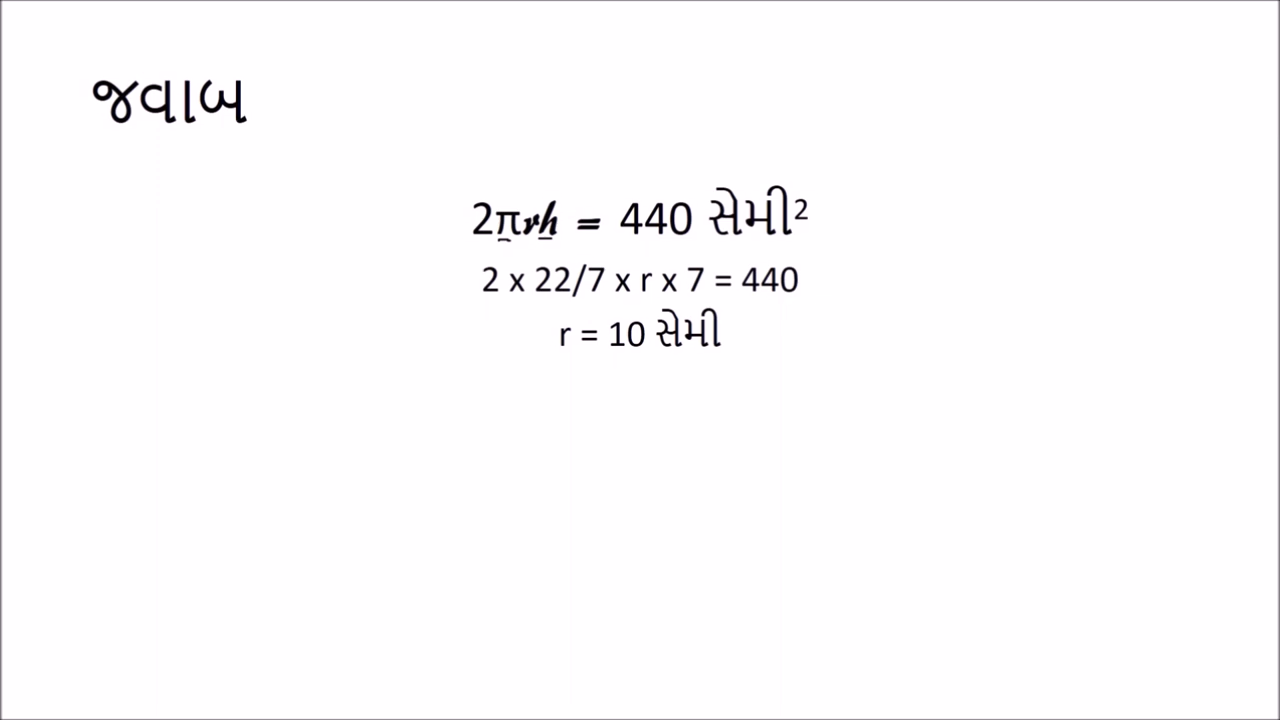 જવાબ
2πrh = 440 સેમી²
2 x 22/7 x r x 7 = 440
r = 10 સેમી